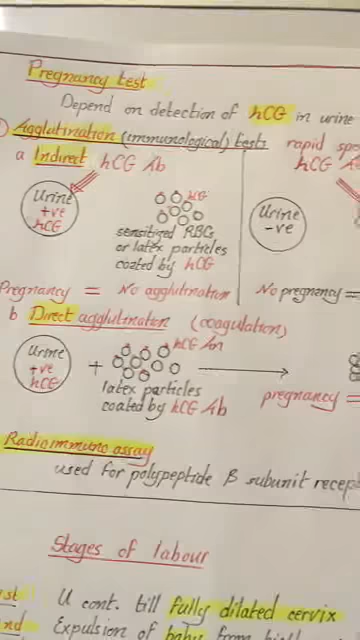 Pregnancy test
Depend on detection of hCG in urine
Agglutination (immunological) tests rapid
a Indirect hCG Ab hCG
Urine
+ve
hCG
hCG
sensitized RBC
or latex particles
coated by hCG
Urine
-ve
Pregnancy = No agglutination No pregnancy =
b Direct agglutination (coagulation)
Urine
+ve
hCG
+
hCG An
latex particles
coated by hCG Ab
pregnancy =
Radioimmuno assay
used for polypeptide B subunit
Stages of labour
U cont. till fully dilated cervix
Expulsion of baby from